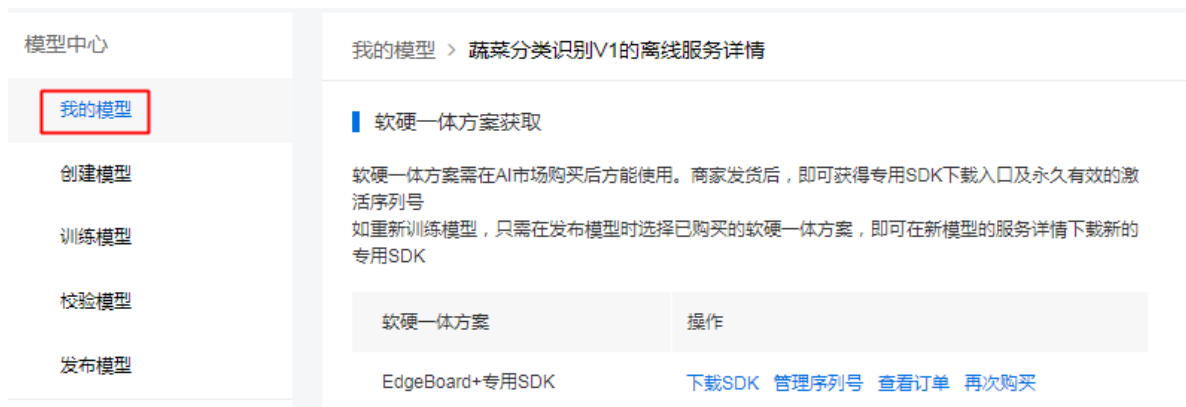 模型中心
我的模型
创建模型
训练模型
校验模型
发布模型
我的模型 > 蔬菜分类识别V1的离线服务详情
软硬一体方案获取
软硬一体方案需在AI市场购买后方能使用。商家发货后，即可获得专用SDK下载入口及永久有效的激
活序列号
如重新训练模型，只需在发布模型时选择已购买的软硬一体方案，即可在新模型的服务详情下载新的
专用SDK
软硬一体方案 操作
EdgeBoard+专用SDK 下载SDK 管理序列号 查看订单 再次购买